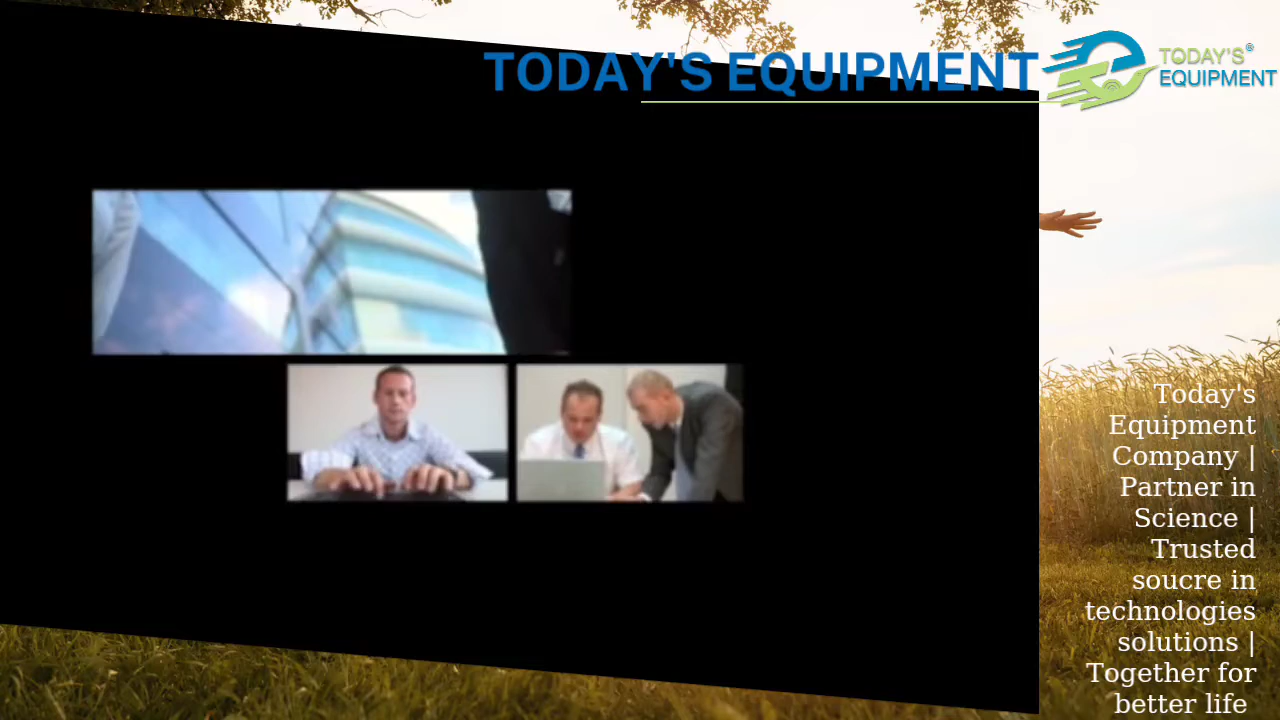 TODAY'S EQUIPMENT
TODAY'S®
EQUIPMENT
Today's
Equipment
Company |
Partner in
Science |
Trusted
soucre in
technologies
solutions |
Together for
better life